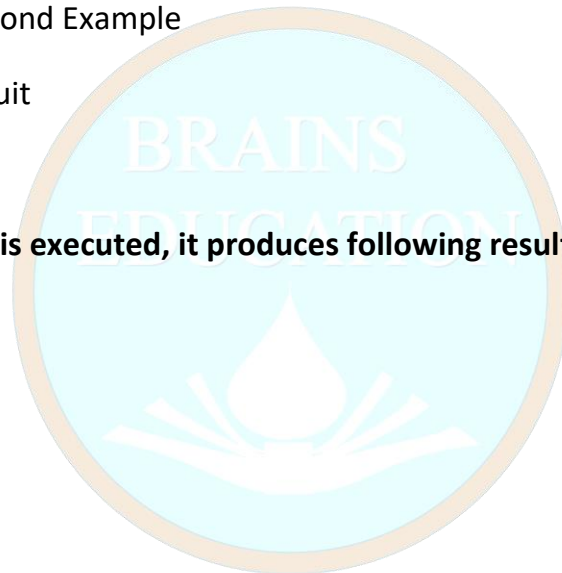 ond Example
uit
BRAINS
EDUCATION
is executed, it produces following result